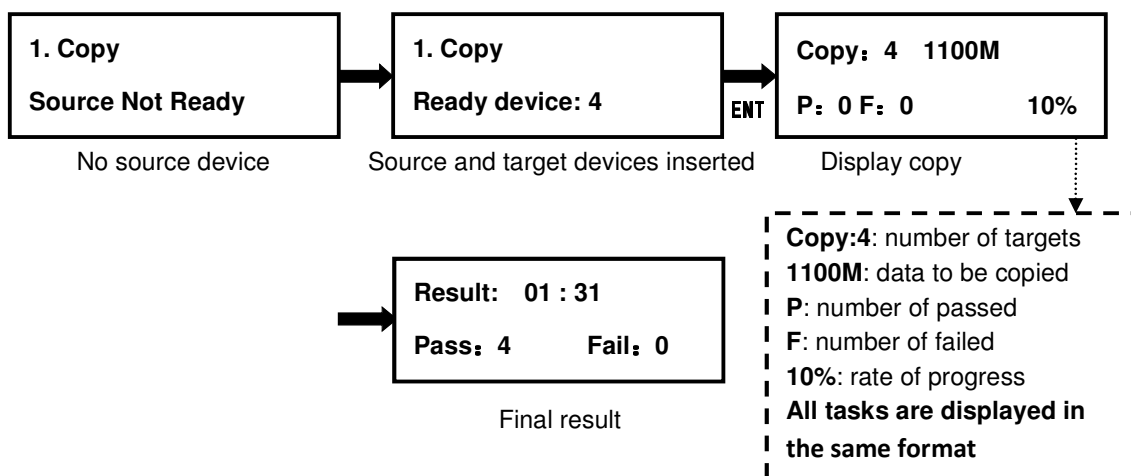 1. Copy
Source Not Ready
No source device
1. Copy
Ready device: 4
Source and target devices inserted
ENT
Copy：4 1100M
P：0 F：0 10%
Display copy
Copy:4: number of targets
1100M: data to be copied
P: number of passed
F: number of failed
10%: rate of progress
All tasks are displayed in
the same format
Result: 01 : 31
Pass：4 Fail：0
Final result